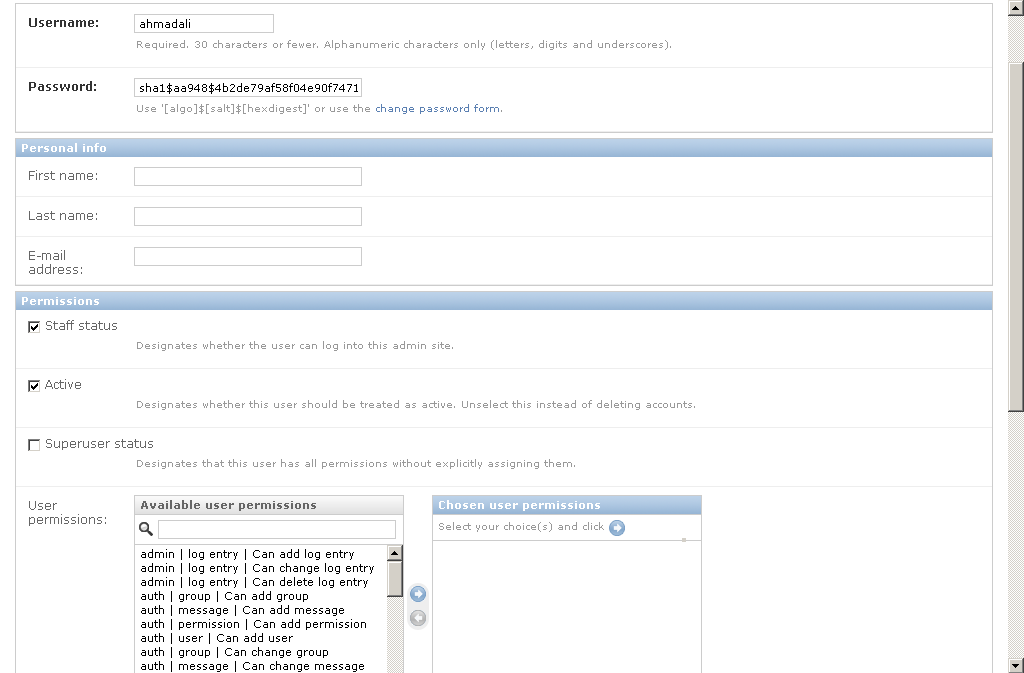 Username:
ahmadali
Required. 30 characters or fewer. Alphanumeric characters only (letters, digits and underscores).
Password:
sha1$aa948$4b2de79af58f04e90f7471
Use '[algo]$[salt]$[hexdigest]' or use the change password form.
Personal info
First name:
Last name:
E-mail
address:
Permissions
Staff status
Designates whether the user can log into this admin site.
Active
Designates whether this user should be treated as active. Unselect this instead of deleting accounts.
Superuser status
Designates that this user has all permissions without explicitly assigning them.
User
permissions:
Available user permissions
admin | log entry | Can add log entry
admin | log entry | Can change log entry
admin | log entry | Can delete log entry
auth | group | Can add group
auth | message | Can add message
auth | permission | Can add permission
auth | user | Can add user
auth | group | Can change group
auth | message | Can change message
Chosen user permissions
Select your choice(s) and click